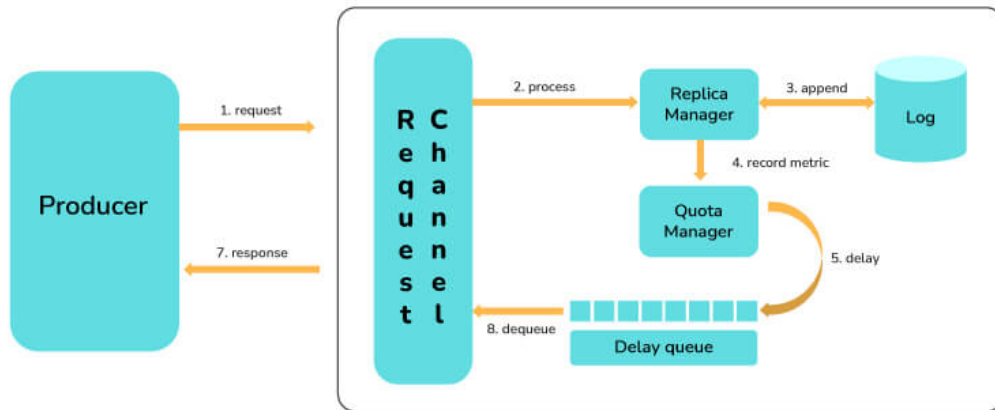 Producer
1. request
7. response
Request
Channel
2. process
Replica
Manager
3. append
Log
4. record metric
Quota
Manager
5. delay
8. dequeue
Delay queue